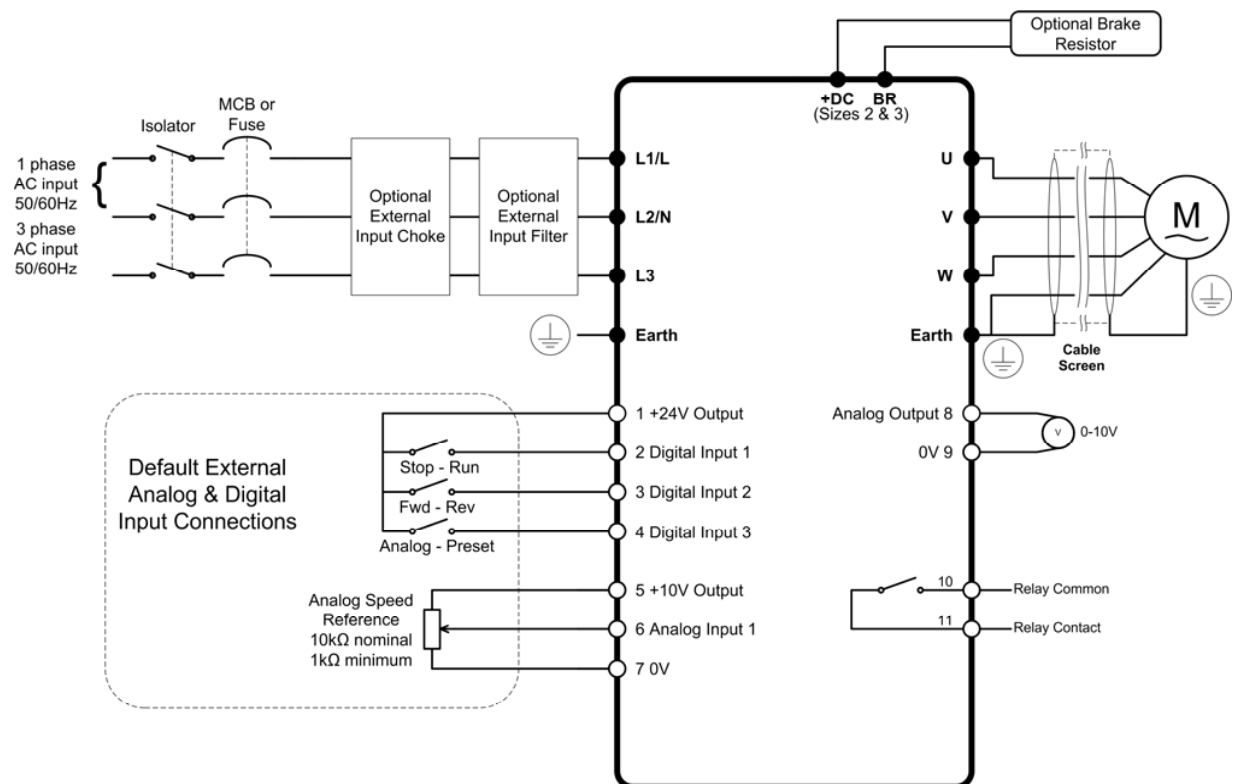 Optional Brake
Resistor
+DC BR
(Sizes 2 & 3)
MCB or
Fuse
Isolator
1 phase
AC input
50/60Hz
3 phase
AC input
50/60Hz
Optional
External
Input Choke
Optional
External
Input Filter
L1/L
L2/N
L3
Earth
U
V
W
Earth
M
Cable
Screen
Default External
Analog & Digital
Input Connections
Stop - Run
Fwd - Rev
Analog - Preset
Analog Speed
Reference
10kΩ nominal
1kΩ minimum
1 +24V Output
2 Digital Input 1
3 Digital Input 2
4 Digital Input 3
5 +10V Output
6 Analog Input 1
7 0V
Analog Output 8
0V 9
V
0-10V
10
Relay Common
11
Relay Contact